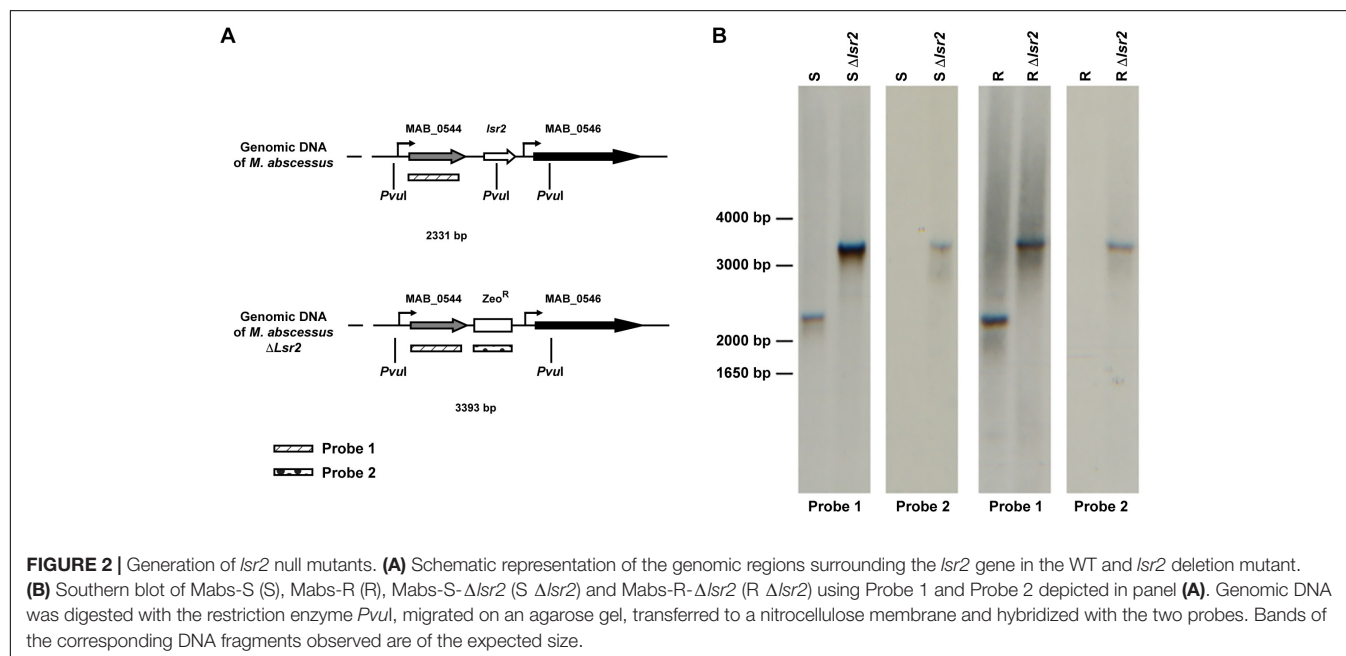 A
MAB_0544 lsr2 MAB_0546
Genomic DNA
of M. abscessus
PvuI PvuI PvuI
2331 bp
MAB_0544 Zeo^R MAB_0546
Genomic DNA
of M. abscessus
ΔLsr2
PvuI PvuI
3393 bp
Probe 1
Probe 2
B
S S Δlsr2 S S Δlsr2 R R Δlsr2 R R Δlsr2
4000 bp
3000 bp
2000 bp
1650 bp
Probe 1 Probe 2 Probe 1 Probe 2
FIGURE 2 | Generation of lsr2 null mutants. (A) Schematic representation of the genomic regions surrounding the lsr2 gene in the WT and lsr2 deletion mutant.
(B) Southern blot of Mabs-S (S), Mabs-R (R), Mabs-S-Δlsr2 (S Δlsr2) and Mabs-R-Δlsr2 (R Δlsr2) using Probe 1 and Probe 2 depicted in panel (A). Genomic DNA
was digested with the restriction enzyme PvuI, migrated on an agarose gel, transferred to a nitrocellulose membrane and hybridized with the two probes. Bands of
the corresponding DNA fragments observed are of the expected size.